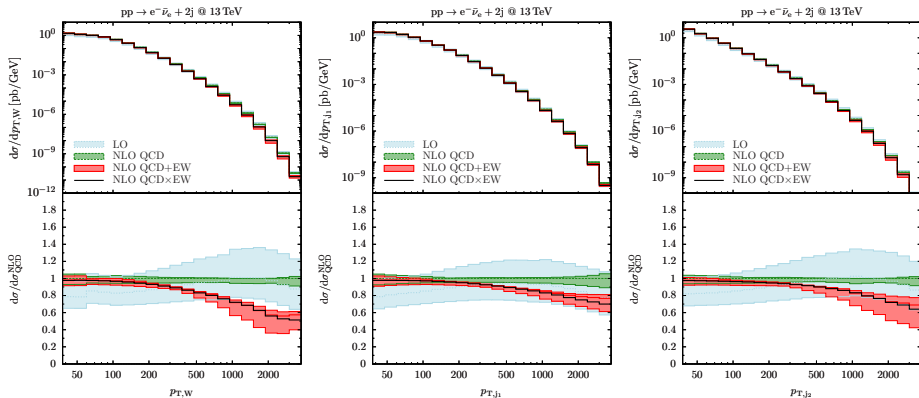 pp → e⁻ν̄ₑ + 2j @ 13 TeV
dσ/dp_T,W [pb/GeV]
10⁰
10⁻³
10⁻⁶
10⁻⁹
10⁻¹²
LO
NLO QCD
NLO QCD+EW
NLO QCD×EW
dσ/dσ^NLO_QCD
1.8
1.6
1.4
1.2
1
0.8
0.6
0.4
0.2
0
50 100 200 500 1000 2000
p_T,W
pp → e⁻ν̄ₑ + 2j @ 13 TeV
dσ/dp_T,j₁ [pb/GeV]
10⁰
10⁻³
10⁻⁶
10⁻⁹
LO
NLO QCD
NLO QCD+EW
NLO QCD×EW
dσ/dσ^NLO_QCD
1.8
1.6
1.4
1.2
1
0.8
0.6
0.4
0.2
0
50 100 200 500 1000 2000
p_T,j₁
pp → e⁻ν̄ₑ + 2j @ 13 TeV
dσ/dp_T,j₂ [pb/GeV]
10⁰
10⁻³
10⁻⁶
10⁻⁹
LO
NLO QCD
NLO QCD+EW
NLO QCD×EW
dσ/dσ^NLO_QCD
1.8
1.6
1.4
1.2
1
0.8
0.6
0.4
0.2
0
50 100 200 500 1000 2000
p_T,j₂